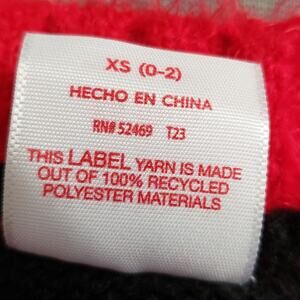 XS (0-2)
HECHO EN CHINA
RN# 52469 T23
THIS LABEL YARN IS MADE
OUT OF 100% RECYCLED
POLYESTER MATERIALS